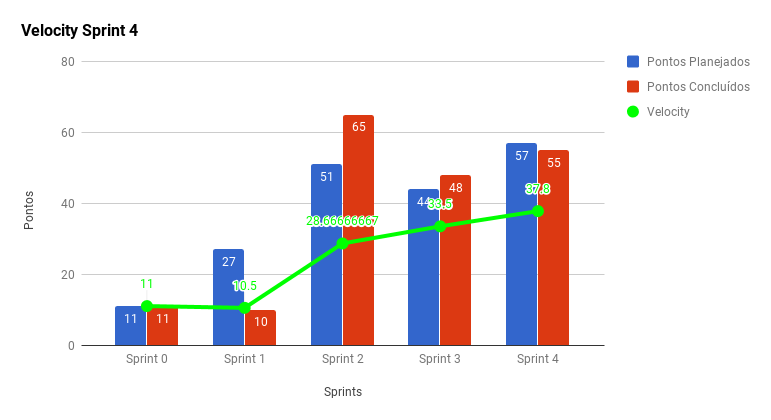 Velocity Sprint 4
80
60
40
20
0
Pontos
51
65
57
55
44
48
27
11
11
10
11
10.5
28.66666667
33.5
37.8
Sprint 0
Sprint 1
Sprint 2
Sprint 3
Sprint 4
Sprints
Pontos Planejados
Pontos Concluídos
Velocity